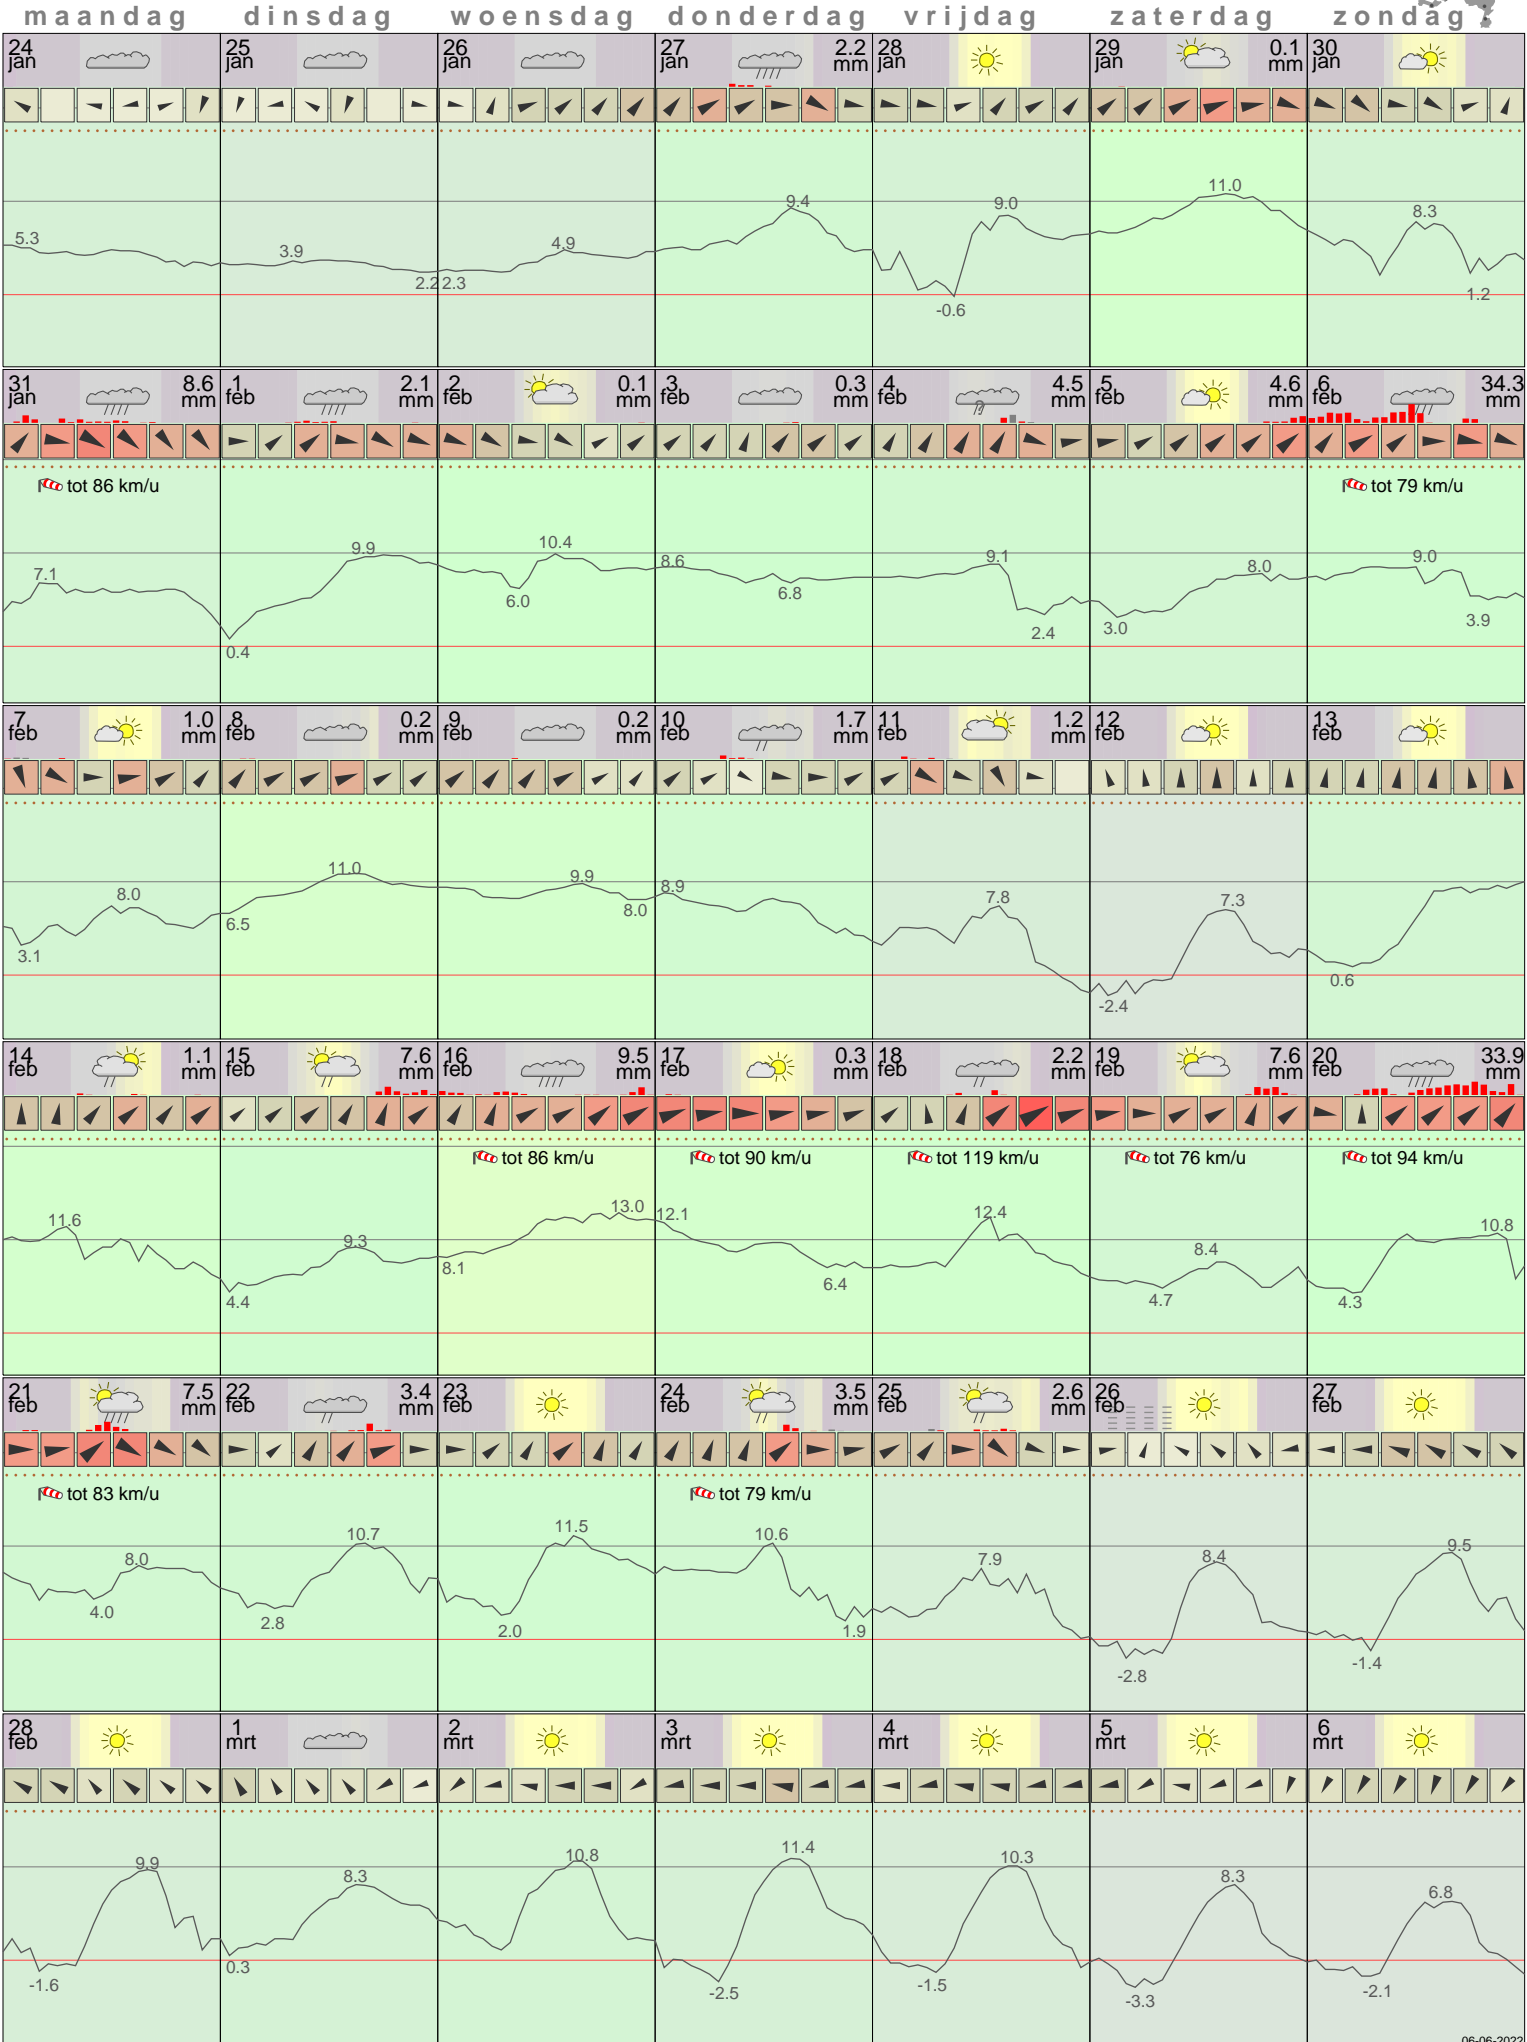 maandag dinsdag woensdag donderdag vrijdag zaterdag zondag
24 jan 25 jan 26 jan 27 jan 2.2 mm 28 jan 29 jan 0.1 mm 30 jan
5.3 3.9 2.2 2.3 4.9 9.4 -0.6 9.0 11.0 8.3 1.2
31 jan 8.6 mm 1 feb 2.1 mm 2 feb 0.1 mm 3 feb 0.3 mm 4 feb 4.5 mm 5 feb 4.6 mm 6 feb 34.3 mm
tot 86 km/u tot 79 km/u
7.1 0.4 9.9 6.0 10.4 8.6 6.8 9.1 2.4 3.0 8.0 9.0 3.9
7 feb 1.0 mm 8 feb 0.2 mm 9 feb 0.2 mm 10 feb 1.7 mm 11 feb 1.2 mm 12 feb 13 feb
3.1 8.0 6.5 11.0 9.9 8.0 8.9 7.8 -2.4 7.3 0.6
14 feb 1.1 mm 15 feb 7.6 mm 16 feb 9.5 mm 17 feb 0.3 mm 18 feb 2.2 mm 19 feb 7.6 mm 20 feb 33.9 mm
tot 86 km/u tot 90 km/u tot 119 km/u tot 76 km/u tot 94 km/u
11.6 4.4 9.3 8.1 13.0 12.1 6.4 12.4 4.7 8.4 4.3 10.8
21 feb 7.5 mm 22 feb 3.4 mm 23 feb 24 feb 3.5 mm 25 feb 2.6 mm 26 feb 27 feb
tot 83 km/u tot 79 km/u
4.0 8.0 2.8 10.7 2.0 11.5 10.6 1.9 7.9 -2.8 8.4 -1.4 9.5
28 feb 1 mrt 2 mrt 3 mrt 4 mrt 5 mrt 6 mrt
-1.6 9.9 0.3 8.3 10.8 -2.5 11.4 -1.5 10.3 -3.3 8.3 -2.1 6.8
06-06-2022